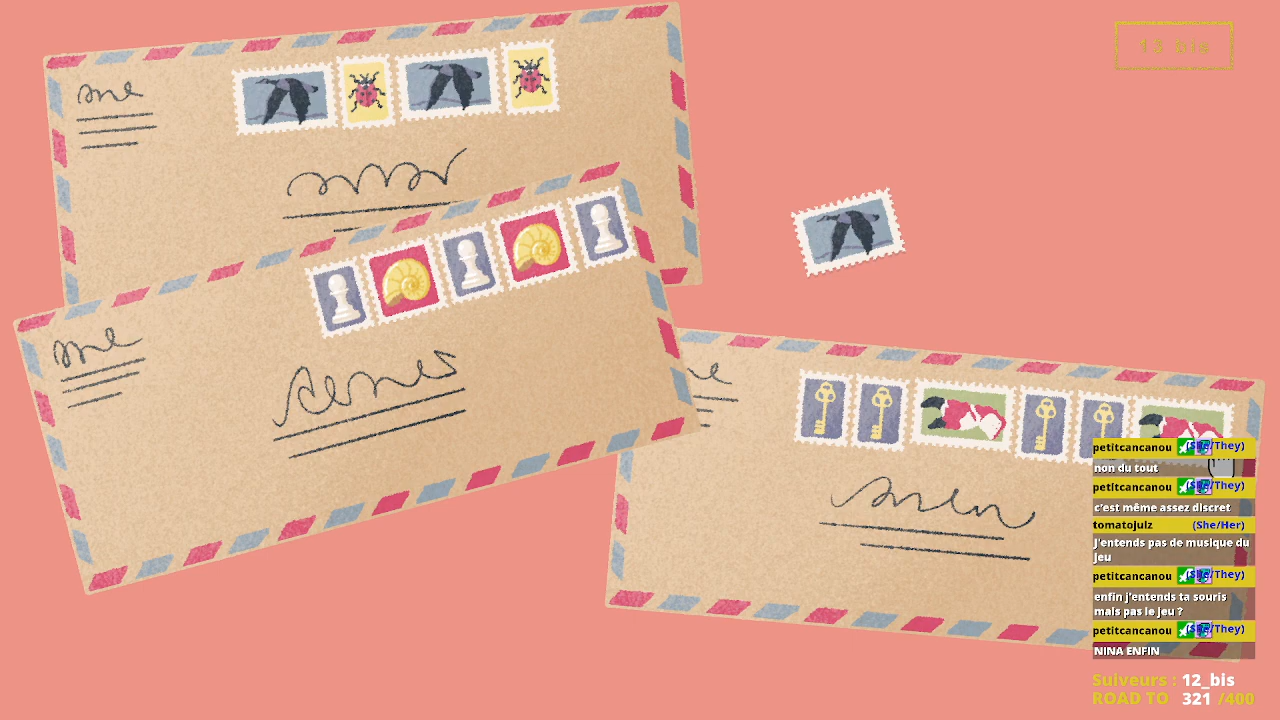 12 bis
me
me
petitcancanou (She/They)
non du tout
petitcancanou (She/They)
c'est même assez discret
tomatojulz (She/Her)
J'entends pas de musique du
jeu
petitcancanou (She/They)
enfin j'entends ta souris
mais pas le jeu ?
petitcancanou (She/They)
NINA ENFIN
Suiveurs : 12_bis
ROAD TO 321 /400